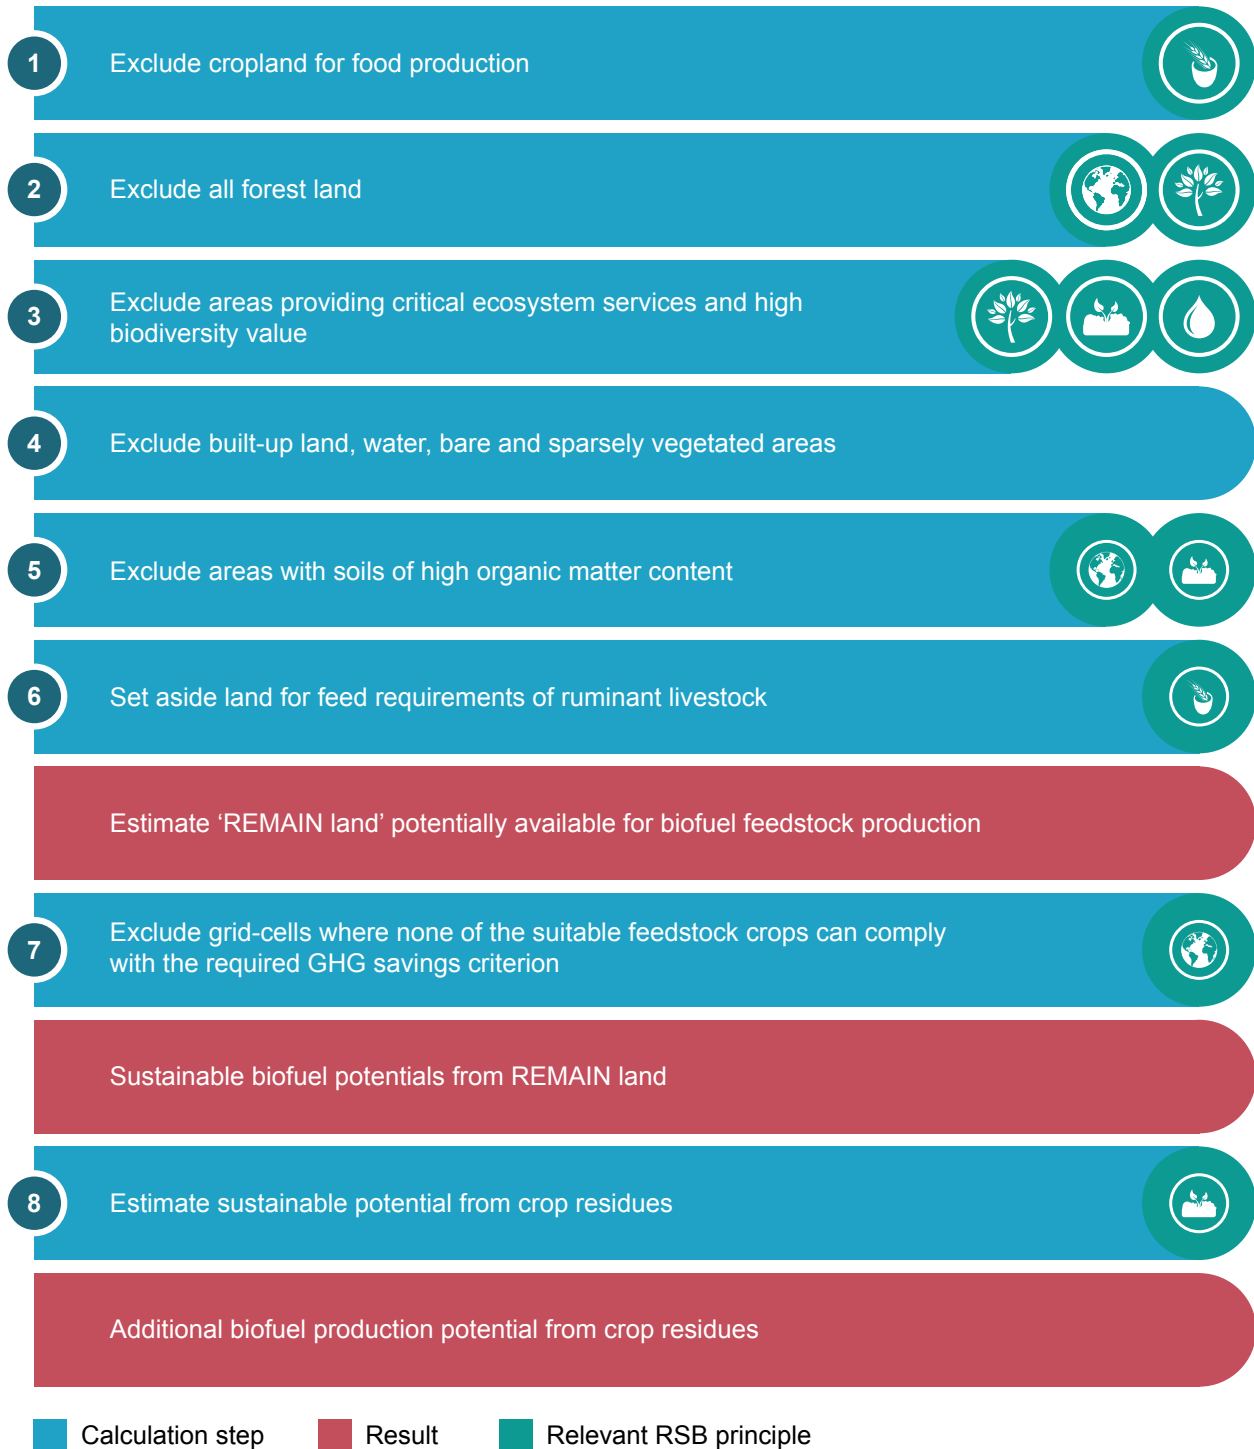 1
Exclude cropland for food production
2
Exclude all forest land
3
Exclude areas providing critical ecosystem services and high
biodiversity value
4
Exclude built-up land, water, bare and sparsely vegetated areas
5
Exclude areas with soils of high organic matter content
6
Set aside land for feed requirements of ruminant livestock
Estimate ‘REMAIN land’ potentially available for biofuel feedstock production
7
Exclude grid-cells where none of the suitable feedstock crops can comply
with the required GHG savings criterion
Sustainable biofuel potentials from REMAIN land
8
Estimate sustainable potential from crop residues
Additional biofuel production potential from crop residues
Calculation step
Result
Relevant RSB principle